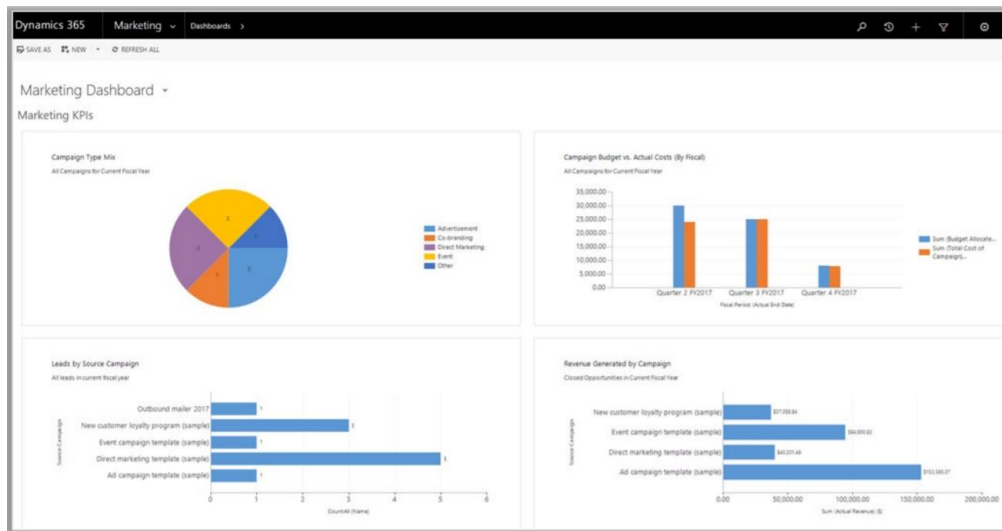 Dynamics 365 Marketing Dashboards >
SAVE AS NEW REFRESH ALL
Marketing Dashboard
Marketing KPIs
Campaign Type Mix
All Campaigns for Current Fiscal Year
2
2
1
1
2
Advertisement
Co-branding
Direct Marketing
Event
Other
Campaign Budget vs. Actual Costs (By Fiscal)
All Campaigns for Current Fiscal Year
35,000.00
30,000.00
25,000.00
20,000.00
15,000.00
10,000.00
5,000.00
0.00
Quarter 2 FY2017 Quarter 3 FY2017 Quarter 4 FY2017
Fiscal Period (Actual End Date)
Sum (Budget Allocate...
Sum (Total Cost of
Campaign)...
Leads by Source Campaign
All leads in current fiscal year
Source Campaign
Outbound mailer 2017 1
New customer loyalty program (sample) 3
Event campaign template (sample) 1
Direct marketing template (sample) 5
Ad campaign template (sample) 1
0 1 2 3 4 5 6
CountAll (Name)
Revenue Generated by Campaign
Closed Opportunities in Current Fiscal Year
Source Campaign
New customer loyalty program (sample)
Event campaign template (sample)
Direct marketing template (sample)
Ad campaign template (sample)
0.00 50,000.00 100,000.00 150,000.00 200,000.00
Sum (Actual Revenue) ($)